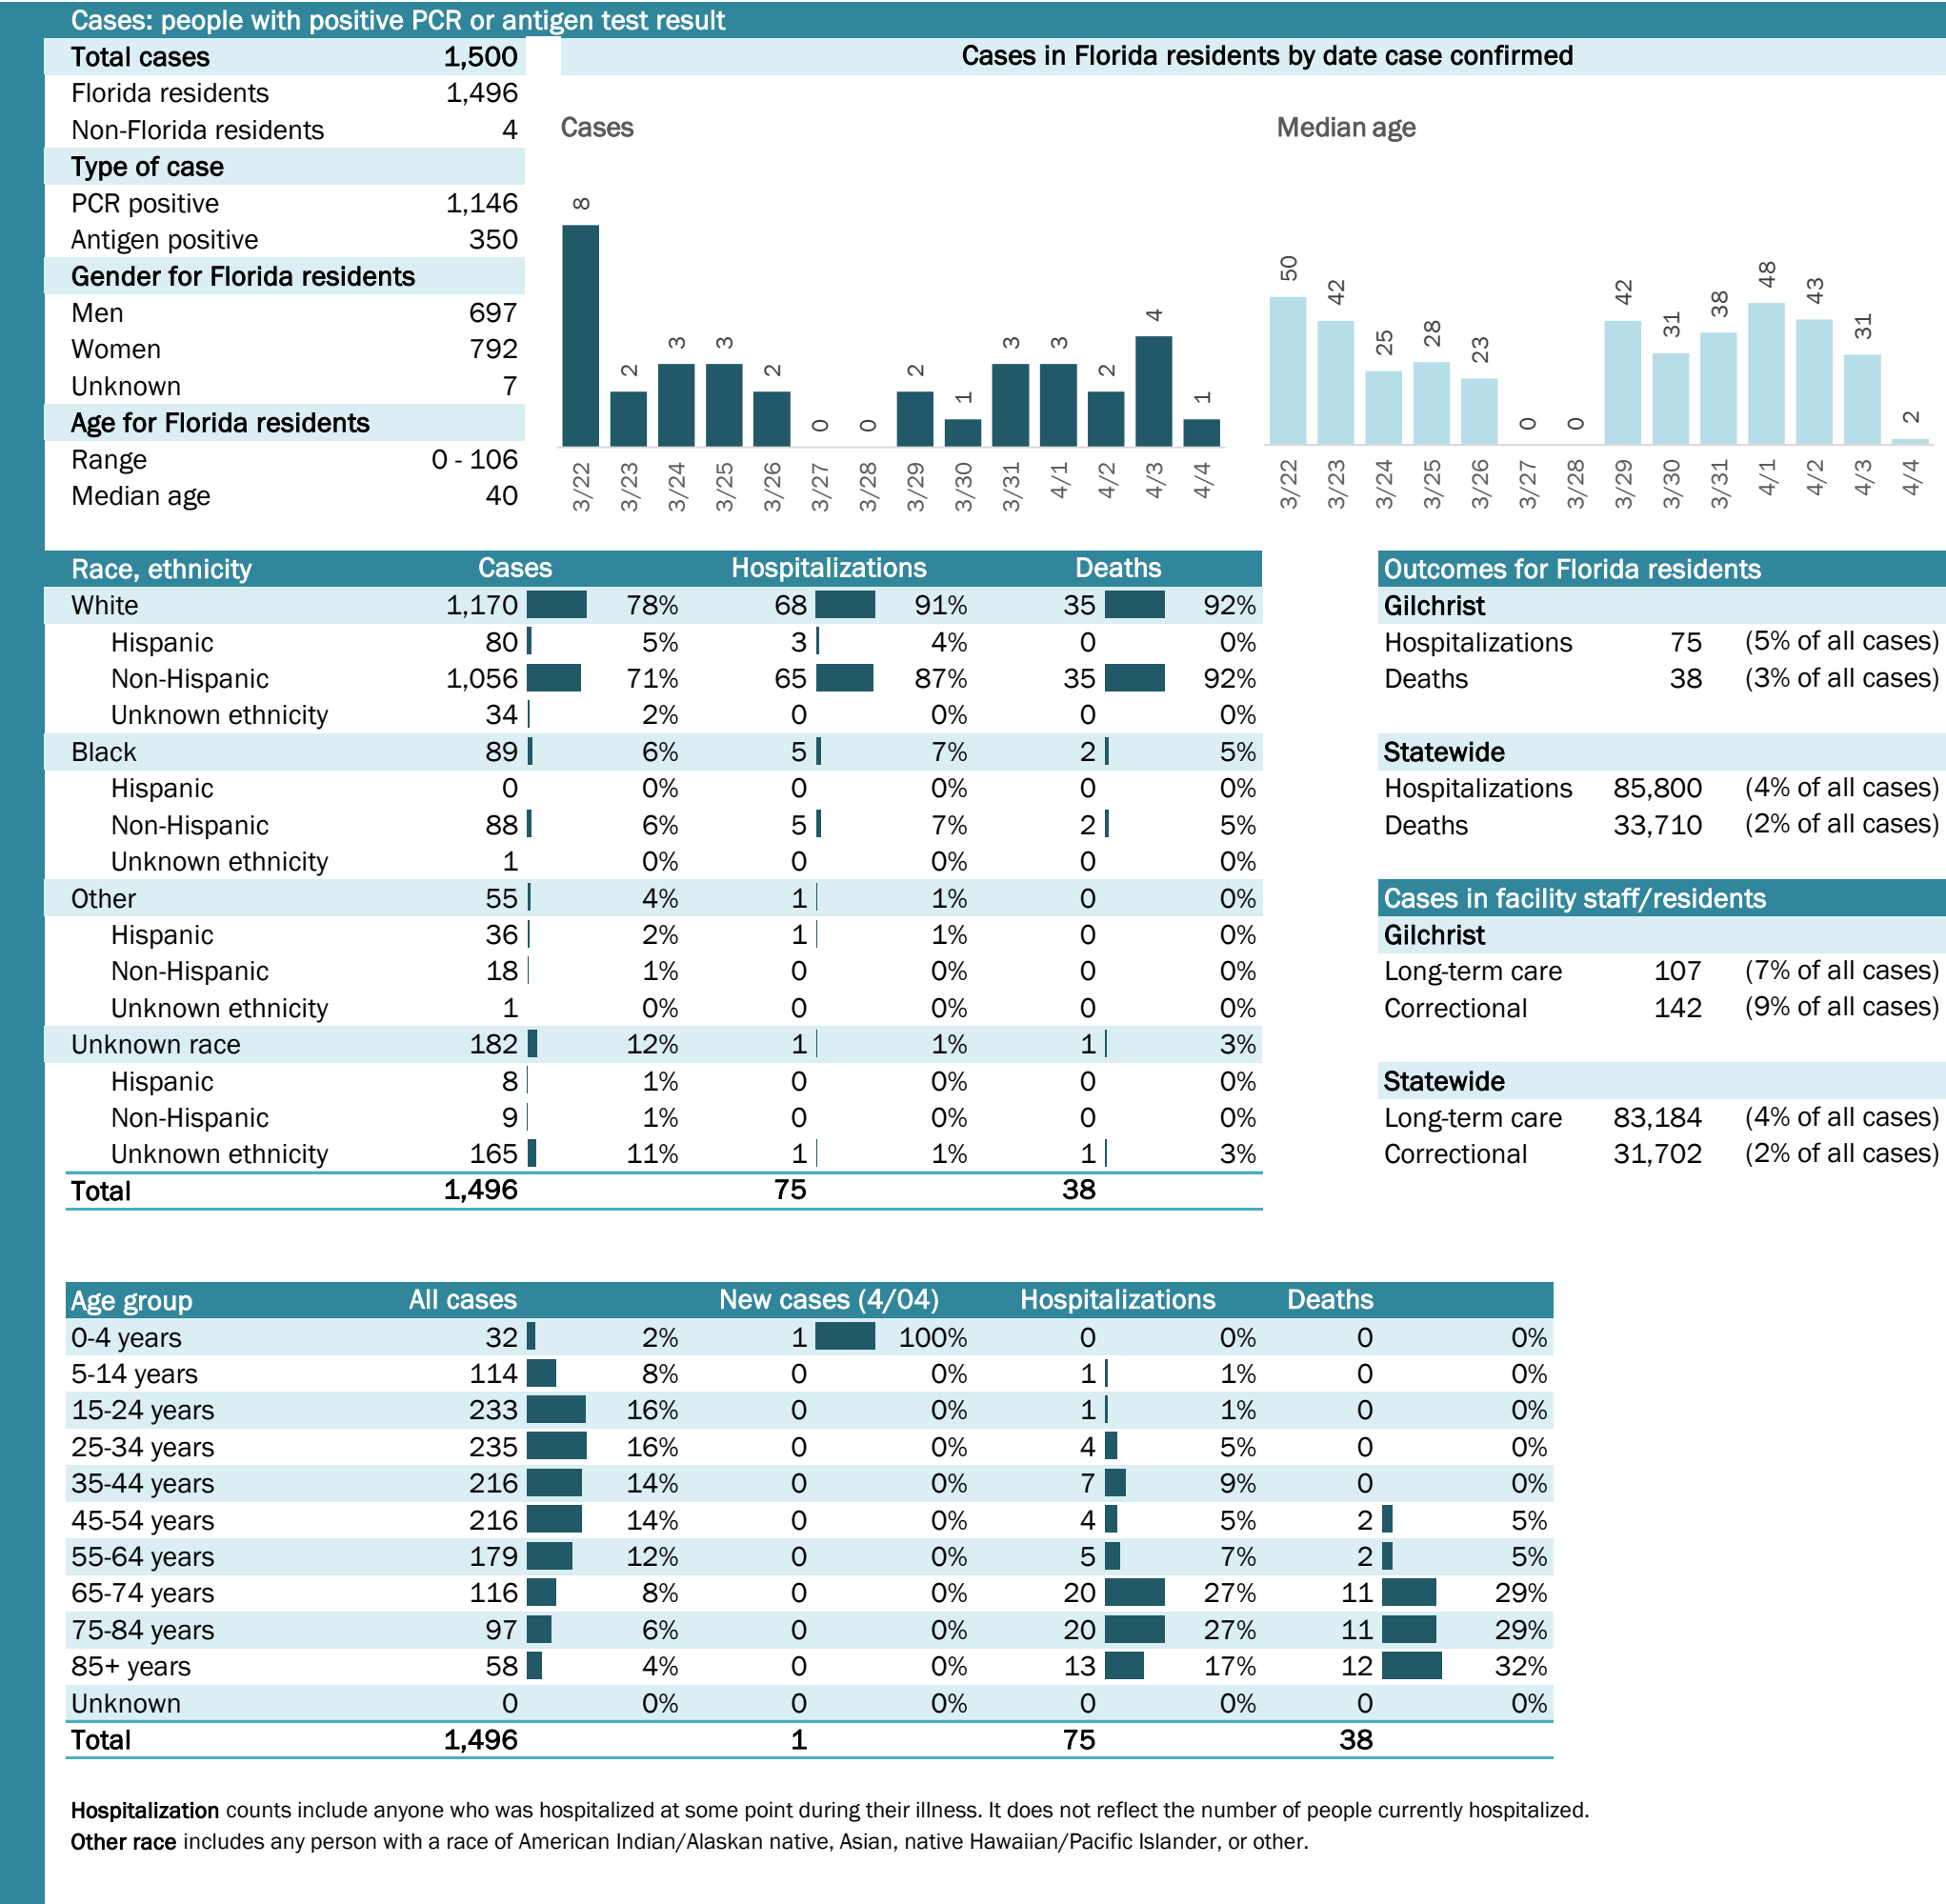 Cases: people with positive PCR or antigen test result
Total cases 1,500
Florida residents 1,496
Non-Florida residents 4
Type of case
PCR positive 1,146
Antigen positive 350
Gender for Florida residents
Men 697
Women 792
Unknown 7
Age for Florida residents
Range 0 - 106
Median age 40
Cases in Florida residents by date case confirmed
Cases
8 2 3 3 2 0 0 2 1 3 3 2 4 1
3/22 3/23 3/24 3/25 3/26 3/27 3/28 3/29 3/30 3/31 4/1 4/2 4/3 4/4
Median age
50 42 25 28 23 0 0 42 31 38 48 43 31 2
3/22 3/23 3/24 3/25 3/26 3/27 3/28 3/29 3/30 3/31 4/1 4/2 4/3 4/4
Race, ethnicity Cases Hospitalizations Deaths
White 1,170 78% 68 91% 35 92%
Hispanic 80 5% 3 4% 0 0%
Non-Hispanic 1,056 71% 65 87% 35 92%
Unknown ethnicity 34 2% 0 0% 0 0%
Black 89 6% 5 7% 2 5%
Hispanic 0 0% 0 0% 0 0%
Non-Hispanic 88 6% 5 7% 2 5%
Unknown ethnicity 1 0% 0 0% 0 0%
Other 55 4% 1 1% 0 0%
Hispanic 36 2% 1 1% 0 0%
Non-Hispanic 18 1% 0 0% 0 0%
Unknown ethnicity 1 0% 0 0% 0 0%
Unknown race 182 12% 1 1% 1 3%
Hispanic 8 1% 0 0% 0 0%
Non-Hispanic 9 1% 0 0% 0 0%
Unknown ethnicity 165 11% 1 1% 1 3%
Total 1,496 75 38
Outcomes for Florida residents
Gilchrist
Hospitalizations 75 (5% of all cases)
Deaths 38 (3% of all cases)
Statewide
Hospitalizations 85,800 (4% of all cases)
Deaths 33,710 (2% of all cases)
Cases in facility staff/residents
Gilchrist
Long-term care 107 (7% of all cases)
Correctional 142 (9% of all cases)
Statewide
Long-term care 83,184 (4% of all cases)
Correctional 31,702 (2% of all cases)
Age group All cases New cases (4/04) Hospitalizations Deaths
0-4 years 32 2% 1 100% 0 0% 0 0%
5-14 years 114 8% 0 0% 1 1% 0 0%
15-24 years 233 16% 0 0% 1 1% 0 0%
25-34 years 235 16% 0 0% 4 5% 0 0%
35-44 years 216 14% 0 0% 7 9% 0 0%
45-54 years 216 14% 0 0% 4 5% 2 5%
55-64 years 179 12% 0 0% 5 7% 2 5%
65-74 years 116 8% 0 0% 20 27% 11 29%
75-84 years 97 6% 0 0% 20 27% 11 29%
85+ years 58 4% 0 0% 13 17% 12 32%
Unknown 0 0% 0 0% 0 0% 0 0%
Total 1,496 1 75 38
Hospitalization counts include anyone who was hospitalized at some point during their illness. It does not reflect the number of people currently hospitalized.
Other race includes any person with a race of American Indian/Alaskan native, Asian, native Hawaiian/Pacific Islander, or other.